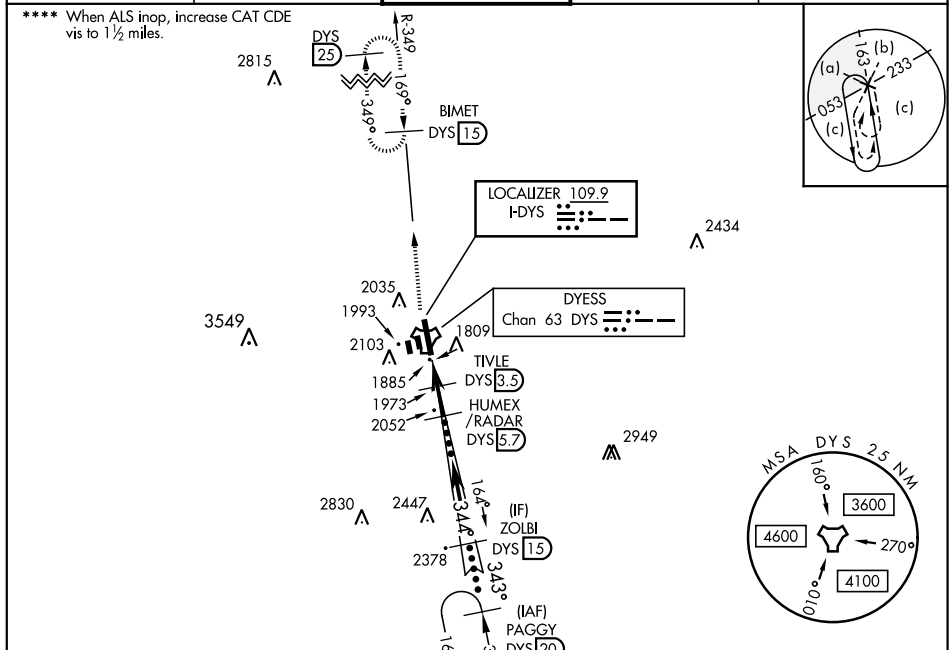 **** When ALS inop, increase CAT CDE
vis to 1½ miles.
DYS
25
R-349
2815
169°
349°
BIMET
DYS 15
163
(a)
(b)
233
053
(c)
(c)
LOCALIZER 109.9
I-DYS
2434
2035
1993
3549
2103
1809
DYESS
Chan 63 DYS
1885
TIVLE
DYS 3.5
1973
2052
HUMEX
/RADAR
DYS 5.7
2949
MSA DYS 25 NM
160°
3600
4600
270°
4100
010°
2830
2447
164°
344°
(IF)
ZOLBI
DYS 15
2378
343°
(IAF)
PAGGY
DYS 20